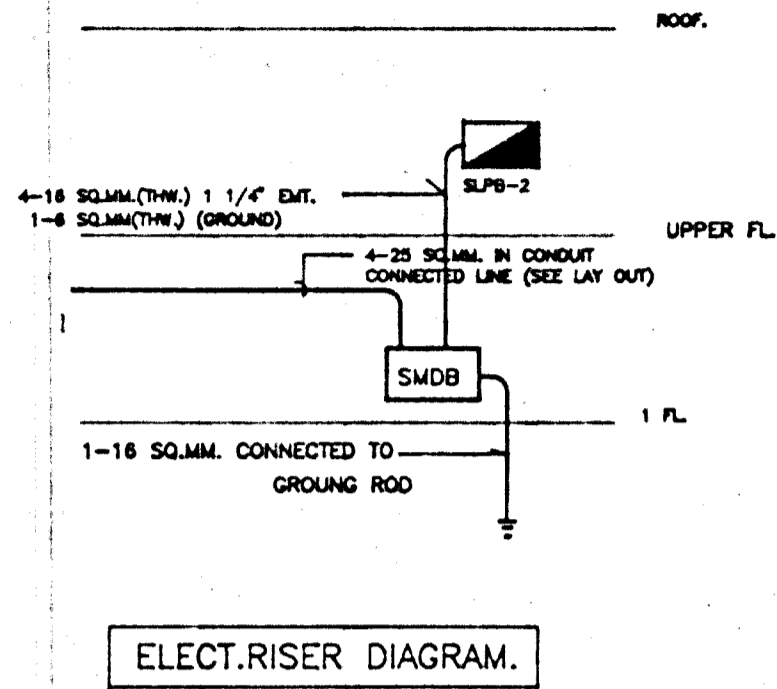 ROOF.
SLPB-2
4-16 SQ.MM.(THW.) 1 1/4" EMT.
1-6 SQ.MM(THW.) (GROUND)
UPPER FL.
4-25 SQ.MM. IN CONDUIT
CONNECTED LINE (SEE LAY OUT)
SMDB
1 FL.
1-16 SQ.MM. CONNECTED TO
GROUNG ROD
ELECT.RISER DIAGRAM.